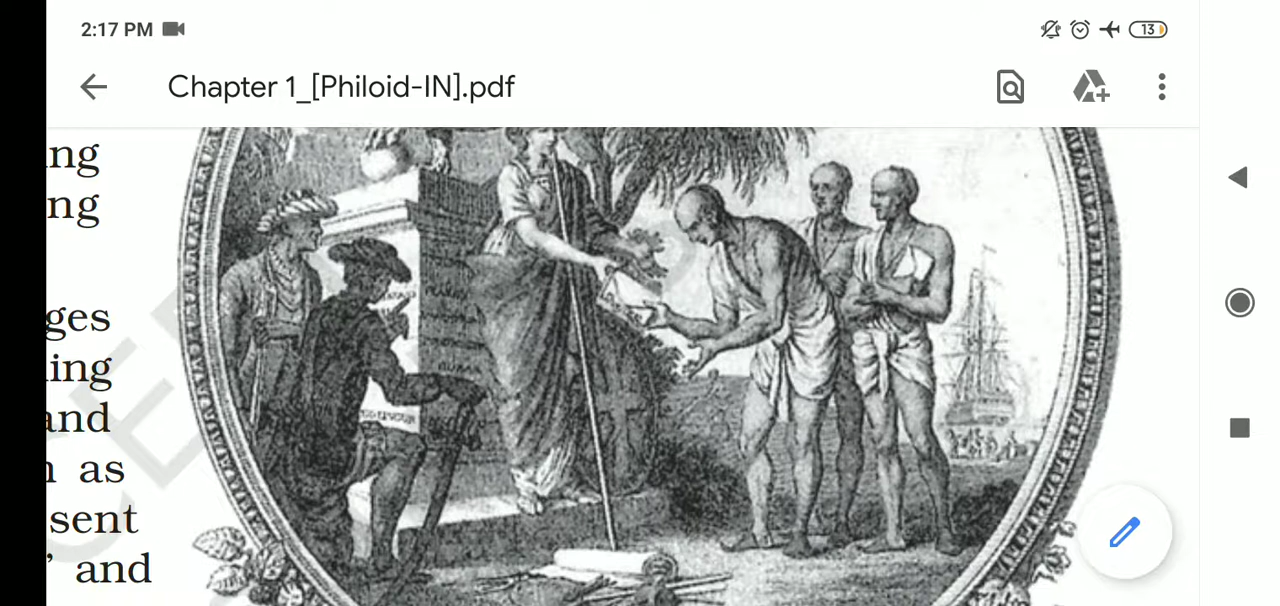 2:17 PM
13
Chapter 1_[Philoid-IN].pdf
ng
ng
ges
ing
and
as
sent
’ and